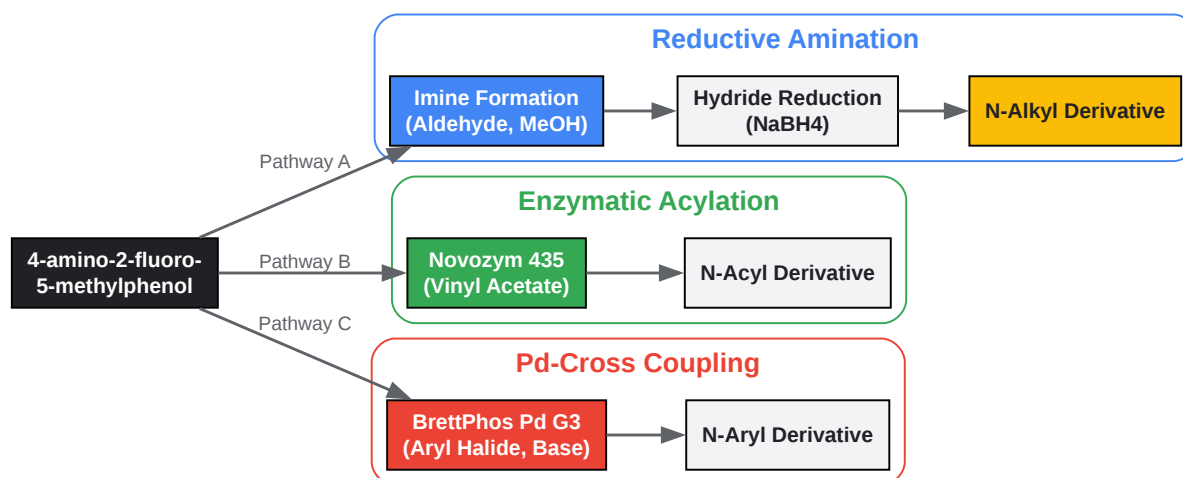 Reductive Amination
Imine Formation
(Aldehyde, MeOH)
Hydride Reduction
(NaBH4)
N-Alkyl Derivative
Pathway A
Enzymatic Acylation
4-amino-2-fluoro-
5-methylphenol
Pathway B
Novozym 435
(Vinyl Acetate)
N-Acyl Derivative
Pathway C
Pd-Cross Coupling
BrettPhos Pd G3
(Aryl Halide, Base)
N-Aryl Derivative